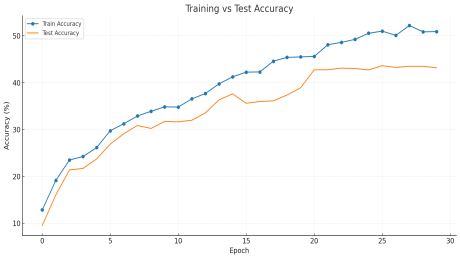 Training vs Test Accuracy
Train Accuracy
Test Accuracy
Accuracy (%)
50
40
30
20
10
0 5 10 15 20 25 30
Epoch